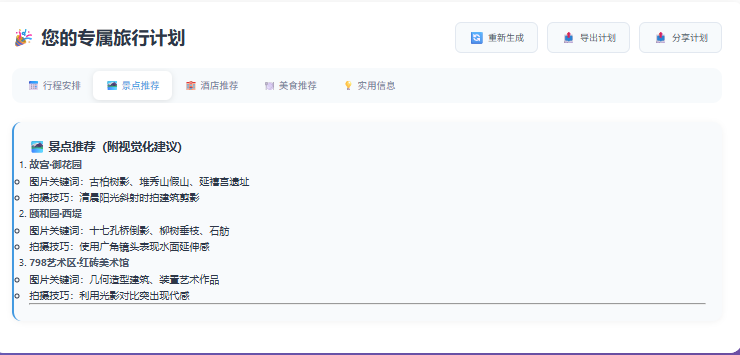 您的专属旅行计划
重新生成
导出计划
分享计划
行程安排
景点推荐
酒店推荐
美食推荐
实用信息
景点推荐（附视觉化建议）
1. 故宫·御花园
图片关键词：古柏树影、堆秀山假山、延禧宫遗址
拍摄技巧：清晨阳光斜射时拍建筑剪影
2. 颐和园·西堤
图片关键词：十七孔桥倒影、柳树垂枝、石舫
拍摄技巧：使用广角镜头表现水面延伸感
3. 798艺术区·红砖美术馆
图片关键词：几何造型建筑、装置艺术作品
拍摄技巧：利用光影对比突出现代感